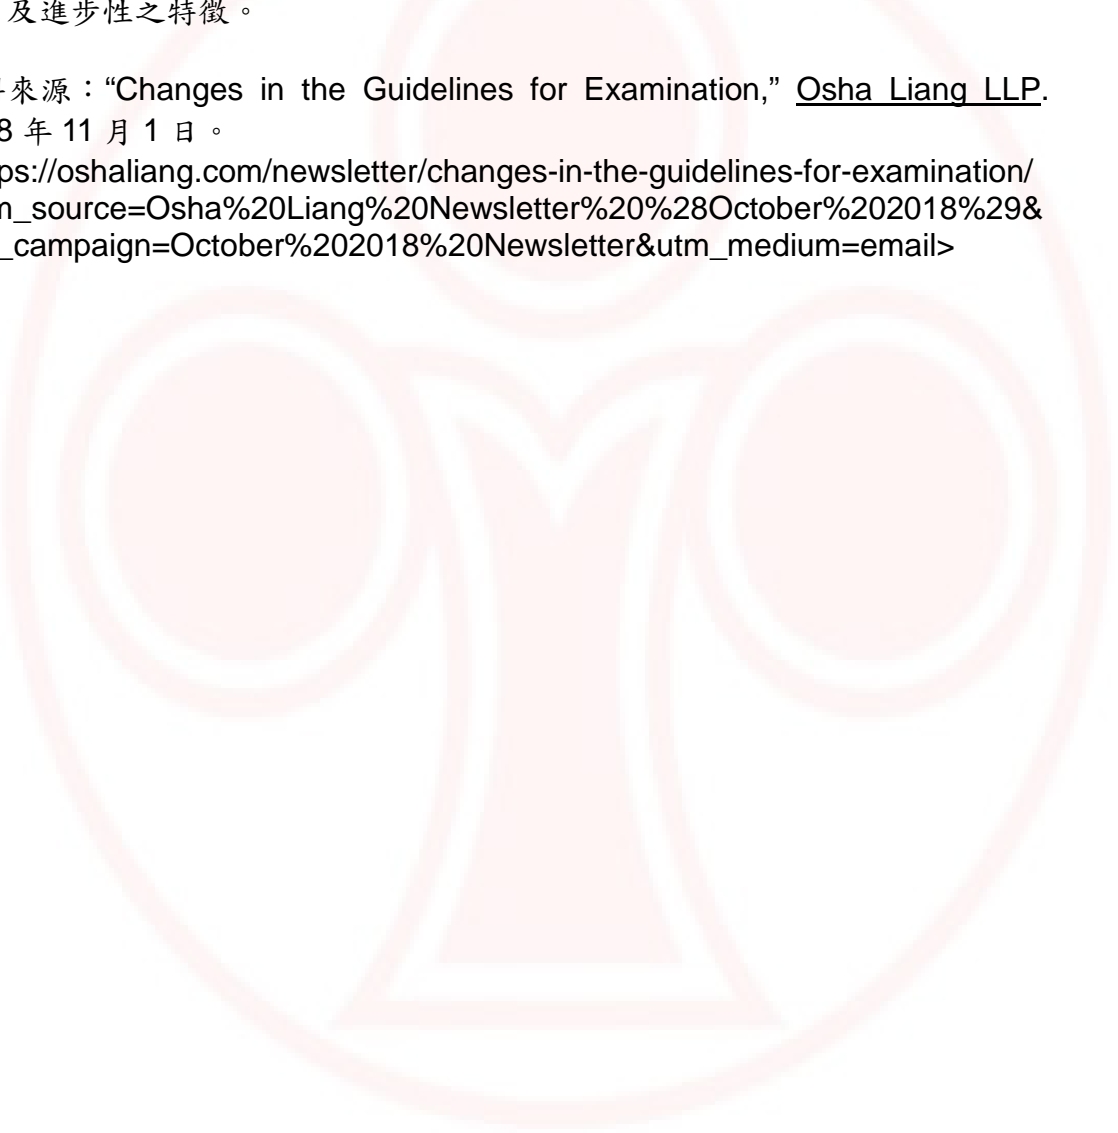 及進步性之特徵。
來源：“Changes in the Guidelines for Examination,” Osha Liang LLP.
8 年 11 月 1 日。
ps://oshaliang.com/newsletter/changes-in-the-guidelines-for-examination/
m_source=Osha%20Liang%20Newsletter%20%28October%202018%29&
_campaign=October%202018%20Newsletter&utm_medium=email>